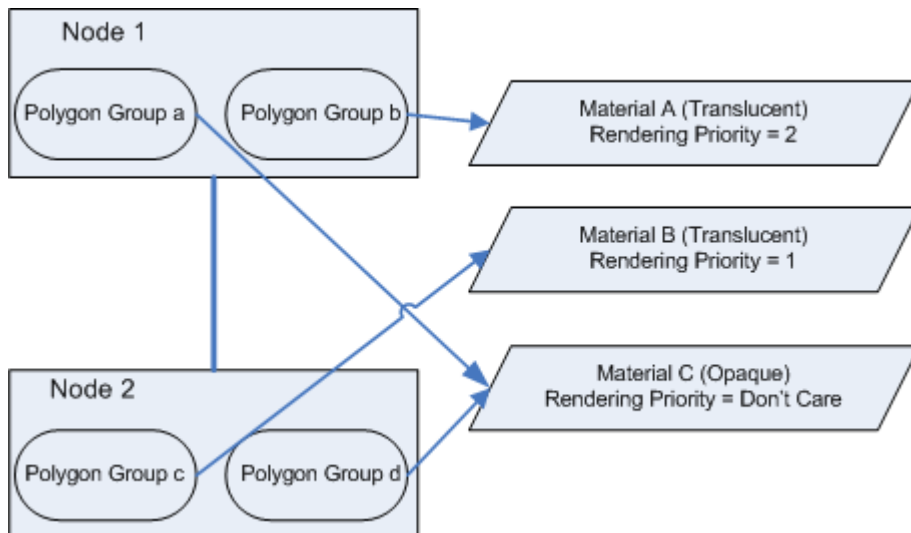 Node 1
Polygon Group a
Polygon Group b
Material A (Translucent)
Rendering Priority = 2
Material B (Translucent)
Rendering Priority = 1
Material C (Opaque)
Rendering Priority = Don't Care
Node 2
Polygon Group c
Polygon Group d